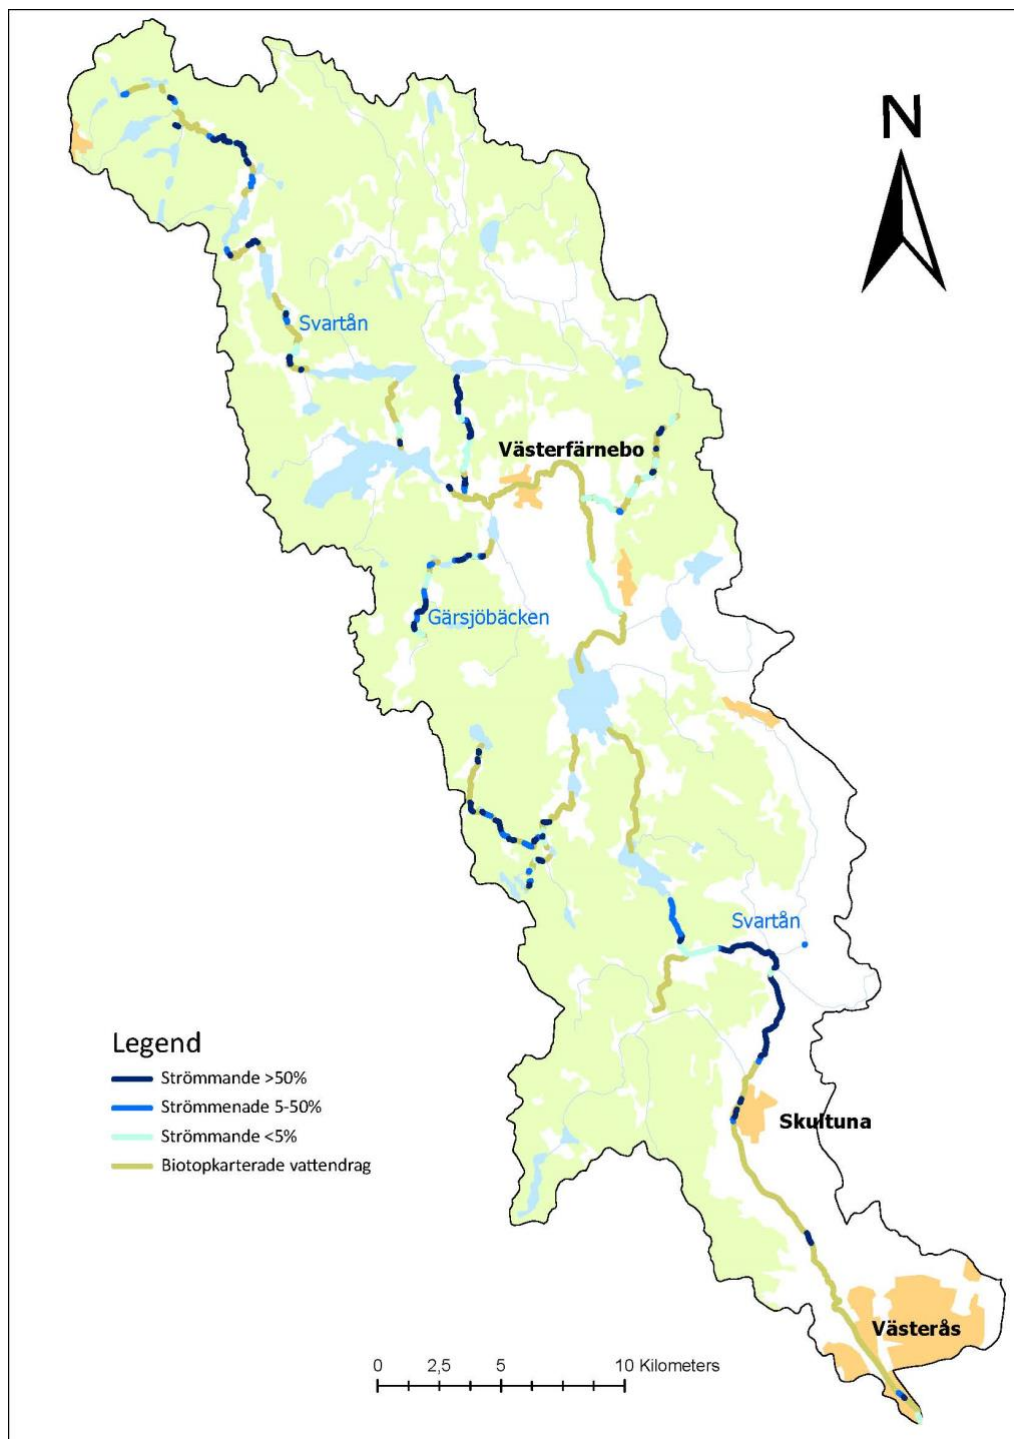 N
Svartån
Västerfärnebo
Gärsjöbäcken
Svartån
Legend
Strömmande >50%
Strömmenade 5-50%
Strömmande <5%
Biotopkarterade vattendrag
Skultuna
Västerås
0 2,5 5 10 Kilometers